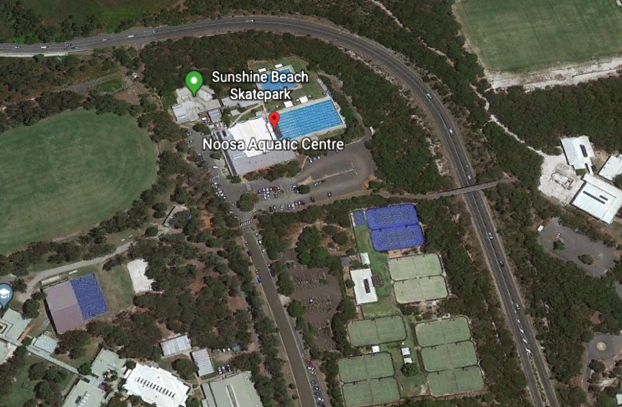 Sunshine Beach
Skatepark
Noosa Aquatic Centre